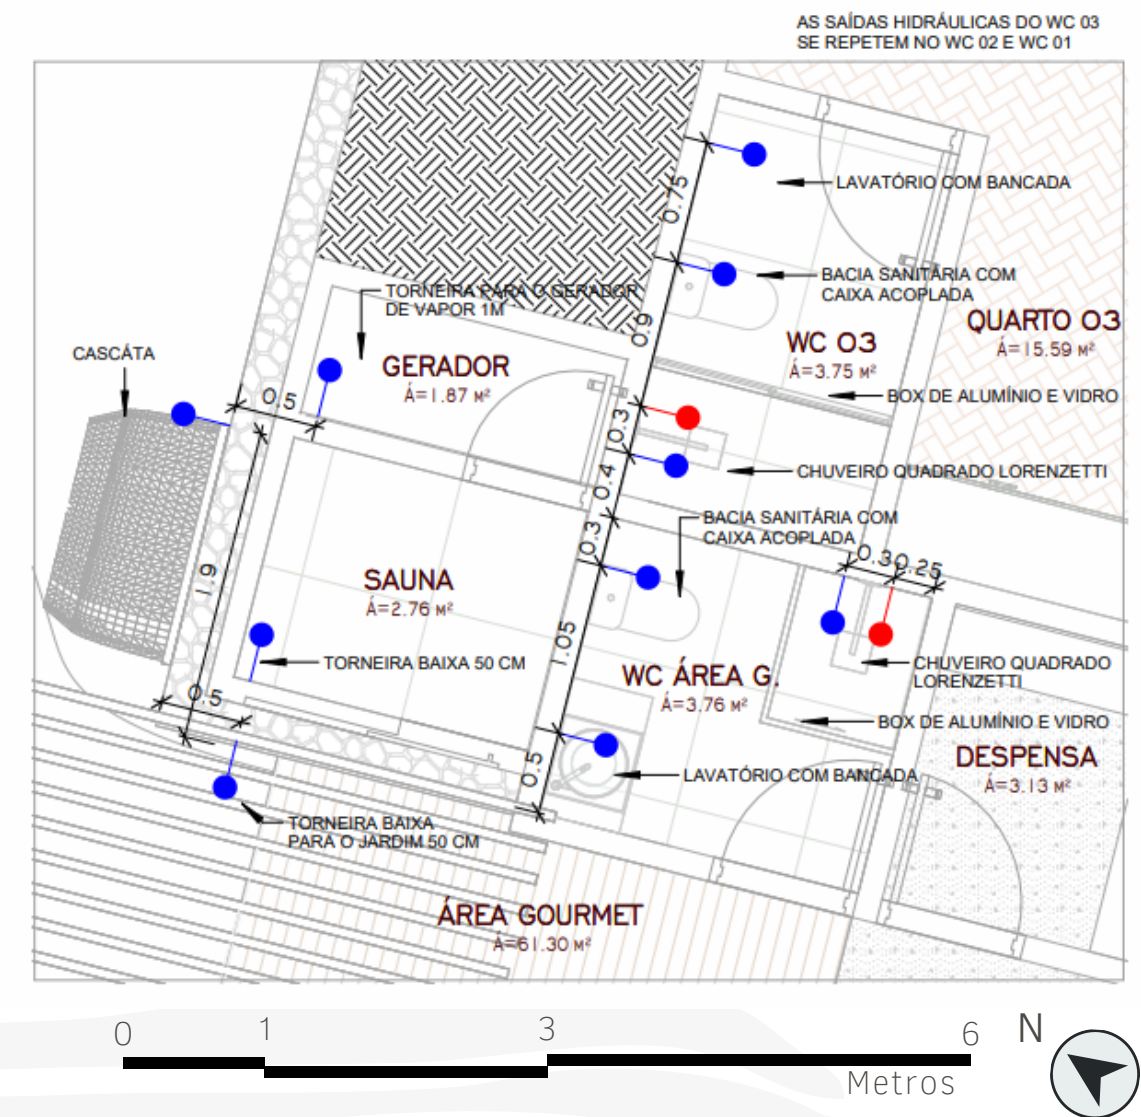 AS SAÍDAS HIDRÁULICAS DO WC 03
SE REPETEM NO WC 02 E WC 01
LAVATÓRIO COM BANCADA
0.75
BACIA SANITÁRIA COM
CAIXA ACOPLADA
TORNEIRA PARA O GERADOR
DE VAPOR 1M
0.9
QUARTO 03
Á=15.59 M²
WC 03
Á=3.75 M²
CASCÁTA
GERADOR
Á=1.87 M²
BOX DE ALUMÍNIO E VIDRO
0.5
0.3
CHUVEIRO QUADRADO LORENZETTI
0.4
BACIA SANITÁRIA COM
CAIXA ACOPLADA
0.3
0.3
0.25
SAUNA
Á=2.76 M²
1.9
1.05
TORNEIRA BAIXA 50 CM
CHUVEIRO QUADRADO
LORENZETTI
WC ÁREA G.
Á=3.76 M²
0.5
BOX DE ALUMÍNIO E VIDRO
DESPENSA
Á=3.13 M²
0.5
LAVATÓRIO COM BANCADA
TORNEIRA BAIXA
PARA O JARDIM 50 CM
ÁREA GOURMET
Á=61.30 M²
0 1 3 6 N
Metros